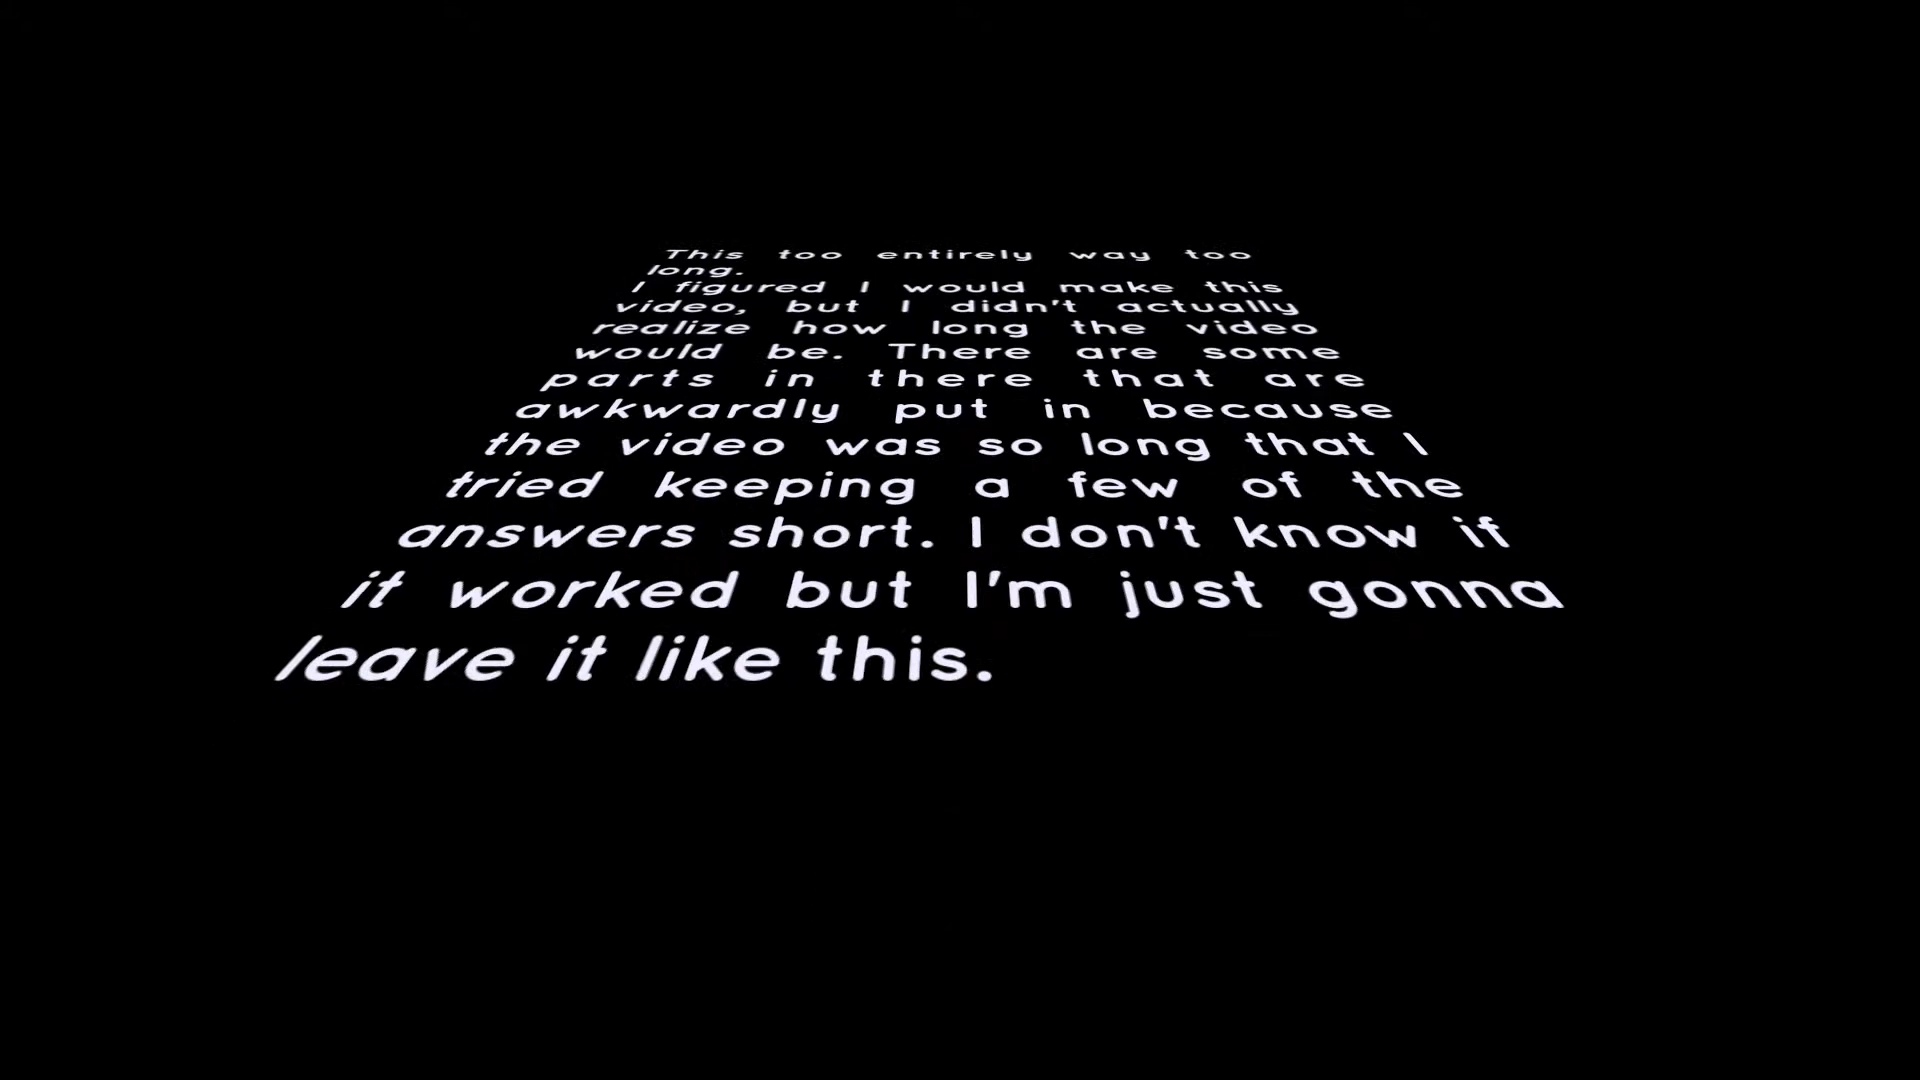 This too entirely way too
long.
I figured I would make this
video, but I didn't actually
realize how long the video
would be. There are some
parts in there that are
awkwardly put in because
the video was so long that I
tried keeping a few of the
answers short. I don't know if
it worked but I'm just gonna
leave it like this.